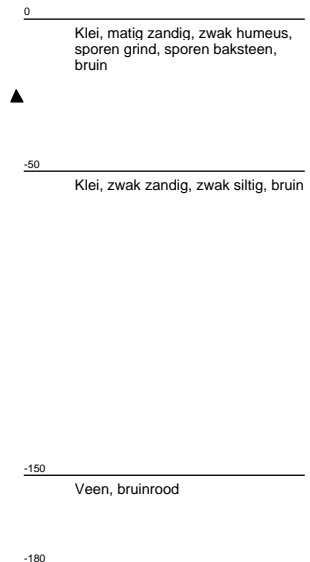 0
Klei, matig zandig, zwak humeus,
sporen grind, sporen baksteen,
bruin
-50
Klei, zwak zandig, zwak siltig, bruin
-150
Veen, bruinrood
-180